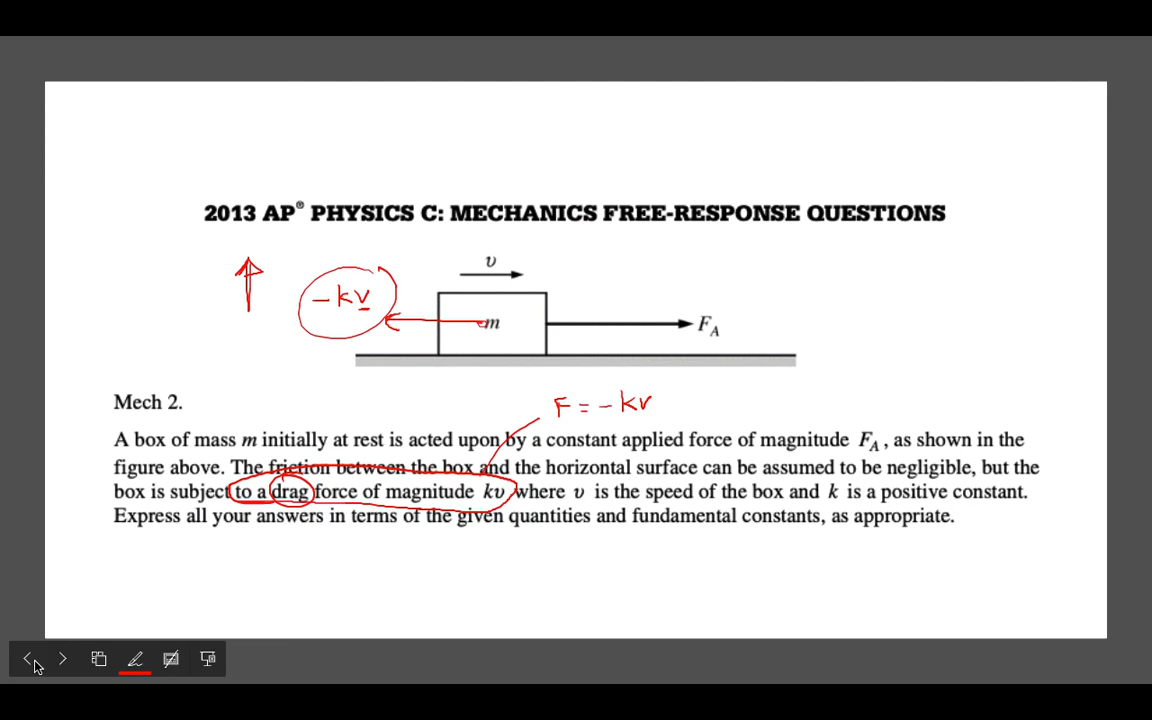 2013 AP® PHYSICS C: MECHANICS FREE-RESPONSE QUESTIONS
υ
-kv
m
F_A
F = -kv
Mech 2.
A box of mass m initially at rest is acted upon by a constant applied force of magnitude F_A, as shown in the
figure above. The friction between the box and the horizontal surface can be assumed to be negligible, but the
box is subject to a drag force of magnitude kυ, where υ is the speed of the box and k is a positive constant.
Express all your answers in terms of the given quantities and fundamental constants, as appropriate.